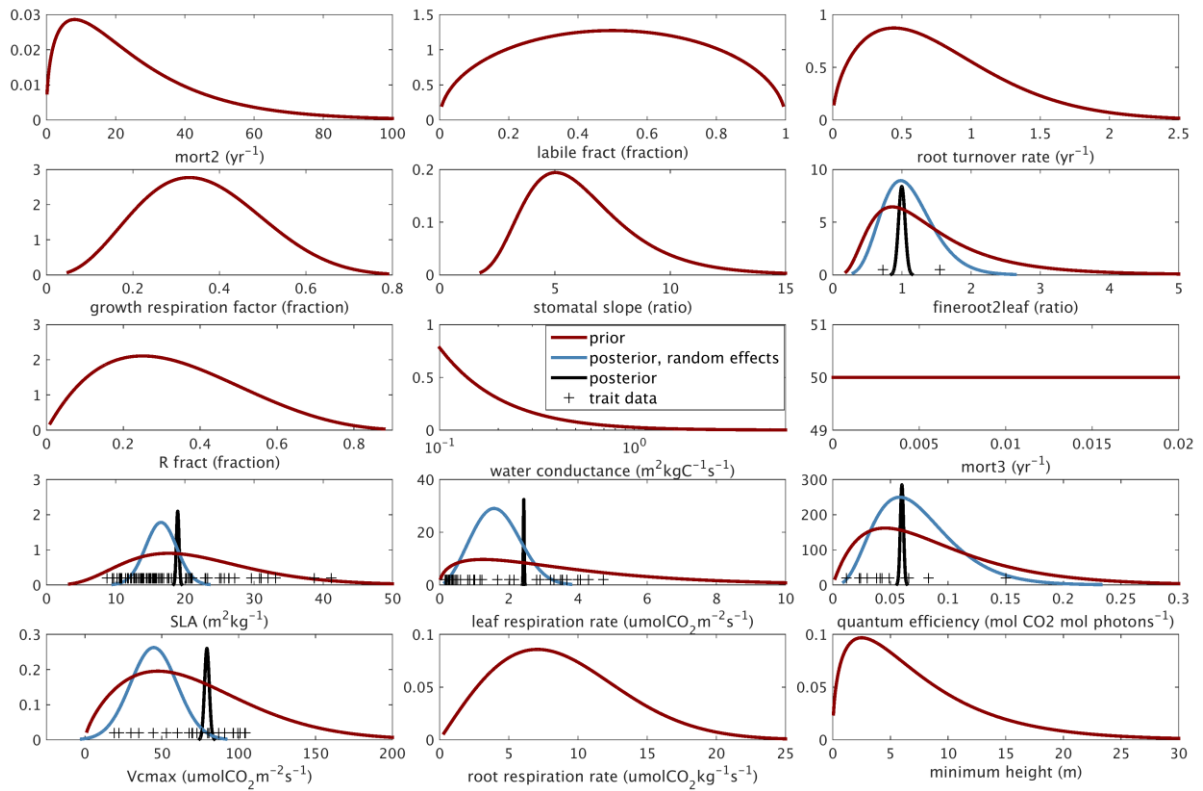 0.03
0.02
0.01
0
0 20 40 60 80 100
mort2 (yr⁻¹)
1.5
1
0.5
0
0 0.2 0.4 0.6 0.8 1
labile fract (fraction)
1
0.5
0
0 0.5 1 1.5 2 2.5
root turnover rate (yr⁻¹)
3
2
1
0
0 0.2 0.4 0.6 0.8
growth respiration factor (fraction)
0.2
0.1
0
0 5 10 15
stomatal slope (ratio)
10
5
0
0 1 2 3 4 5
fineroot2leaf (ratio)
3
2
1
0
0 0.2 0.4 0.6 0.8
R fract (fraction)
1
0.5
0
10⁻¹ 10⁰
water conductance (m²kgC⁻¹s⁻¹)
prior
posterior, random effects
posterior
trait data
51
50
49
0 0.005 0.01 0.015 0.02
mort3 (yr⁻¹)
3
2
1
0
0 10 20 30 40 50
SLA (m²kg⁻¹)
40
20
0
0 2 4 6 8 10
leaf respiration rate (umolCO₂m⁻²s⁻¹)
300
200
100
0
0 0.05 0.1 0.15 0.2 0.25 0.3
quantum efficiency (mol CO2 mol photons⁻¹)
0.3
0.2
0.1
0
0 50 100 150 200
Vcmax (umolCO₂m⁻²s⁻¹)
0.1
0.05
0
0 5 10 15 20 25
root respiration rate (umolCO₂kg⁻¹s⁻¹)
0.1
0.05
0
0 5 10 15 20 25 30
minimum height (m)